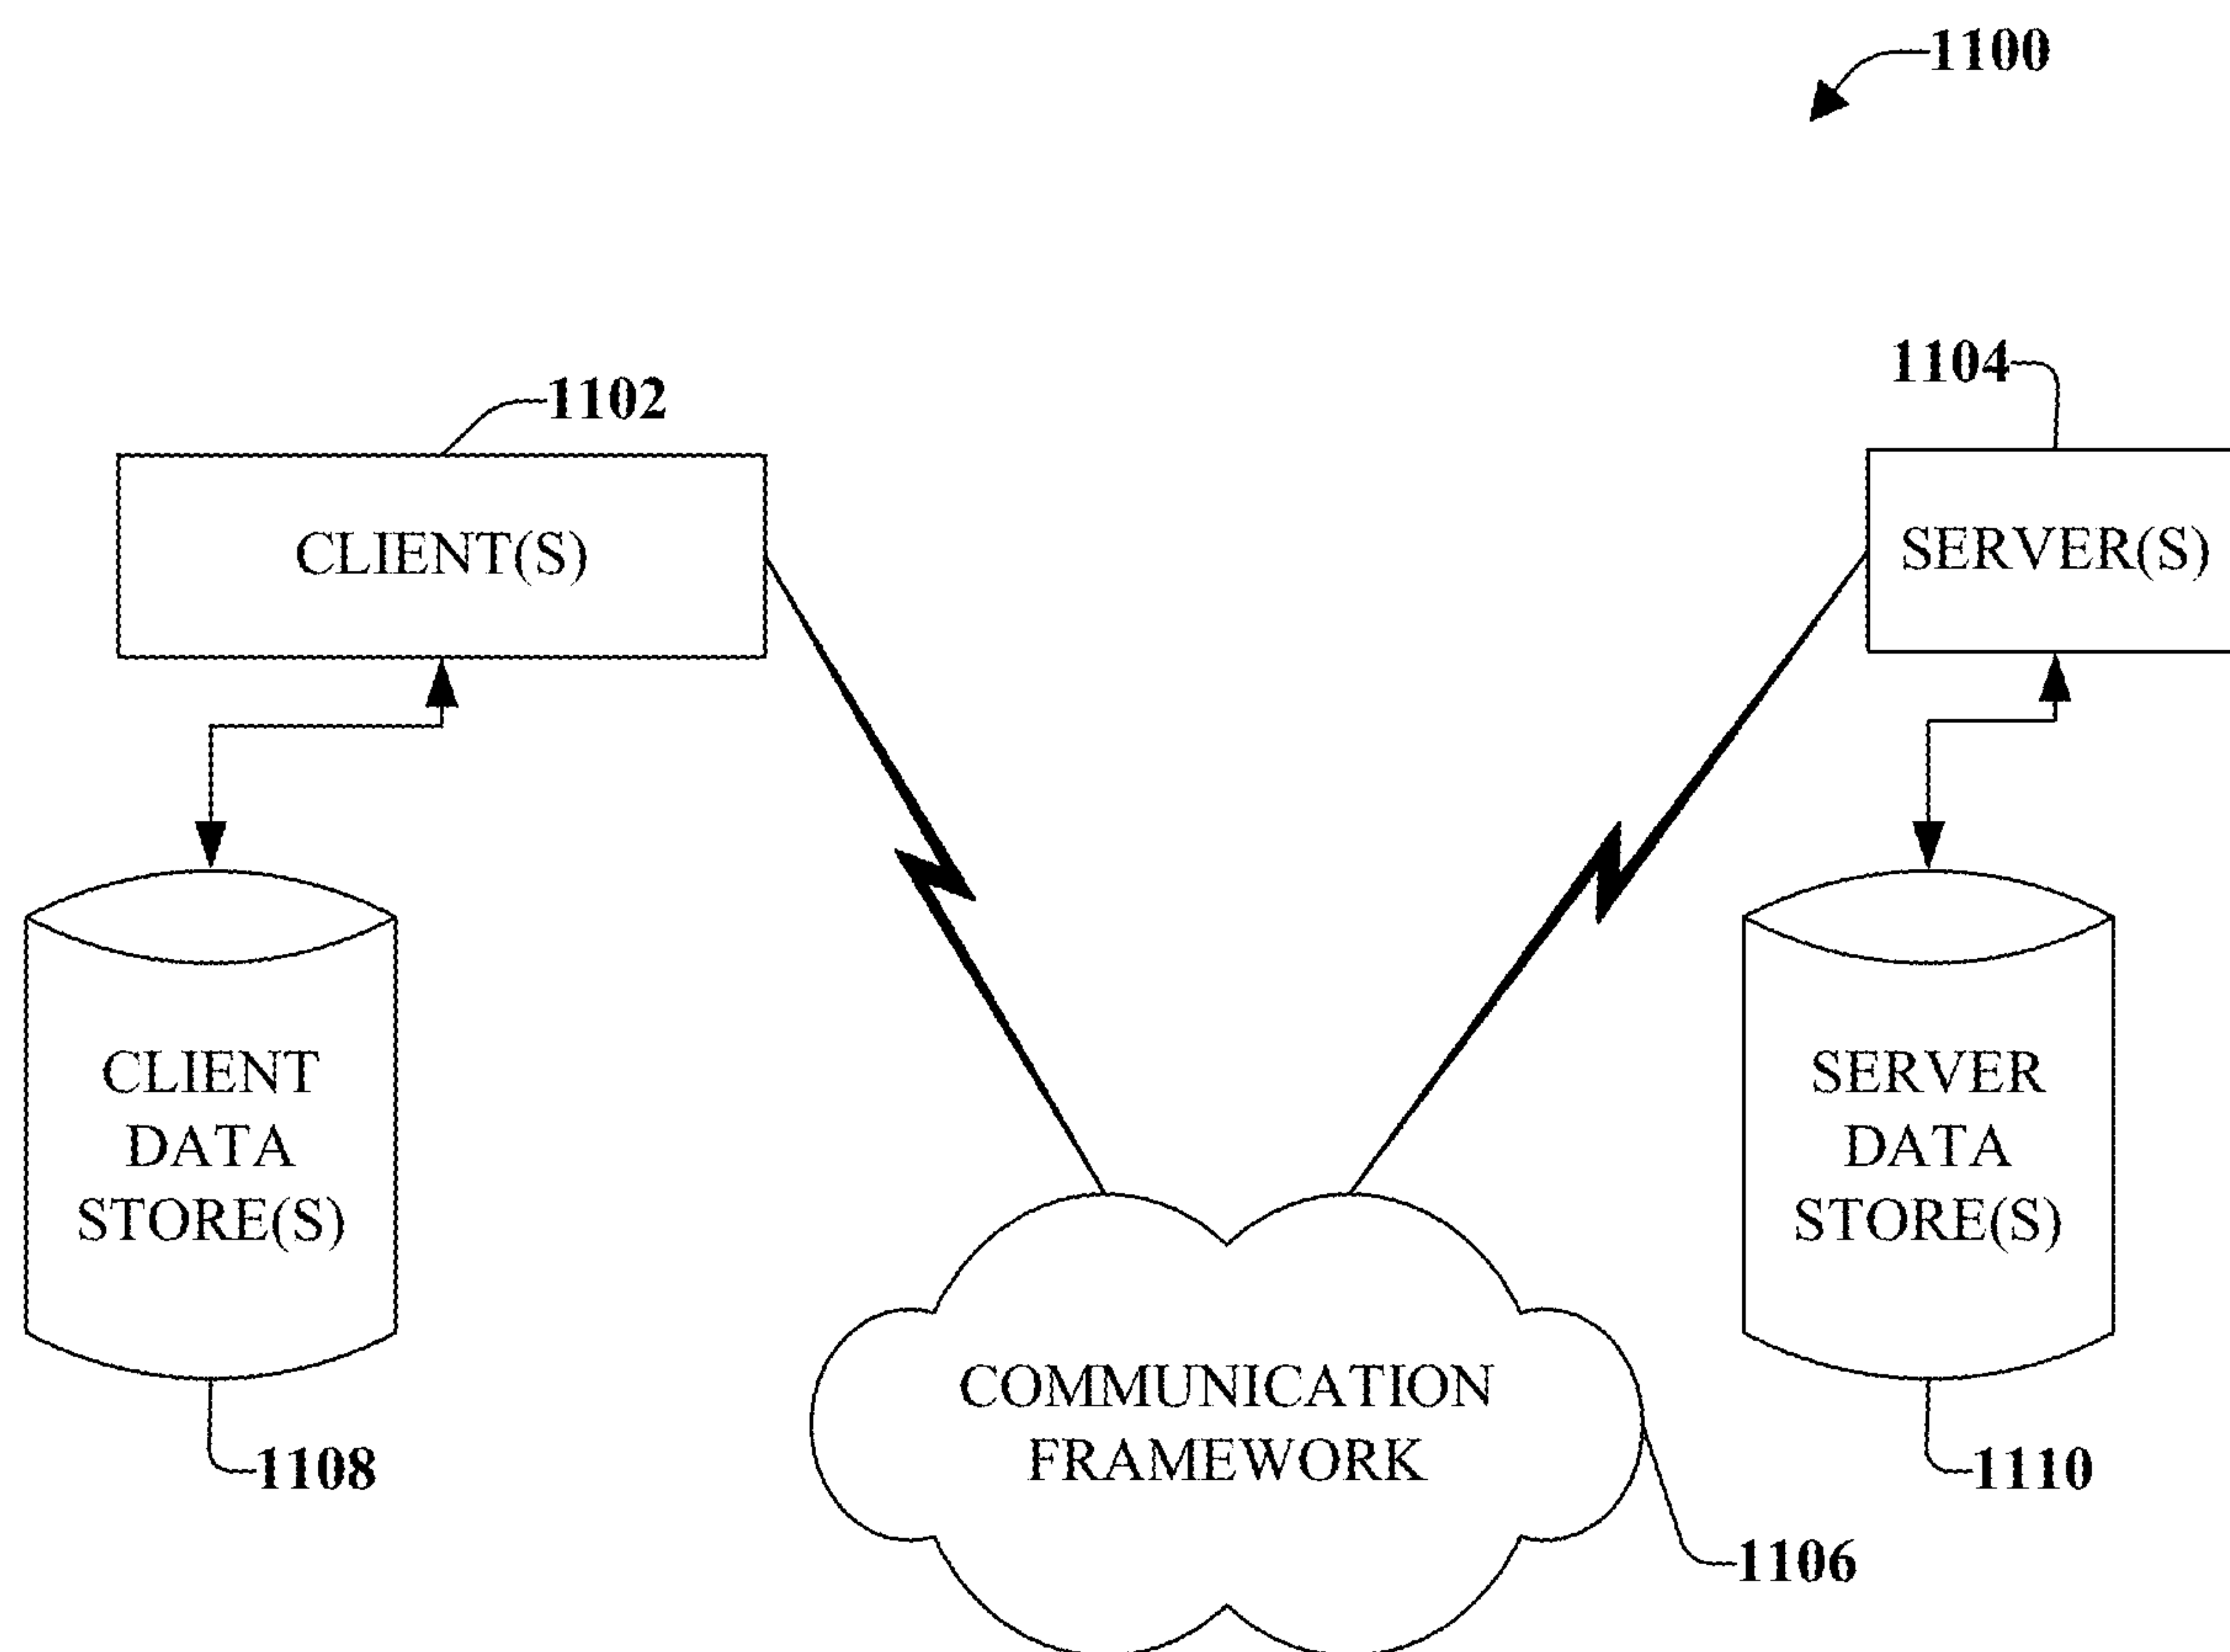 1100
1104
1102
CLIENT(S)
SERVER(S)
CLIENT
DATA
STORE(S)
SERVER
DATA
STORE(S)
COMMUNICATION
FRAMEWORK
1108
1110
1106